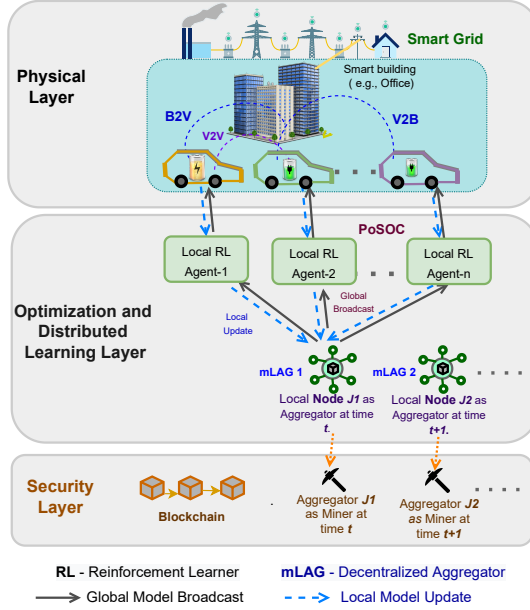 Smart Grid
Physical
Layer
Smart building
( e.g., Office)
B2V
V2V
V2B
PoSOC
Local RL
Agent-1
Local RL
Agent-2
Local RL
Agent-n
Local
Update
Global
Broadcast
Optimization and
Distributed
Learning Layer
mLAG 1
mLAG 2
Local Node J1 as
Aggregator at time
t.
Local Node J2 as
Aggregator at time
t+1.
Security
Layer
Blockchain
Aggregator J1
as Miner at
time t
Aggregator J2
as Miner at
time t+1
RL - Reinforcement Learner
mLAG - Decentralized Aggregator
Global Model Broadcast
Local Model Update